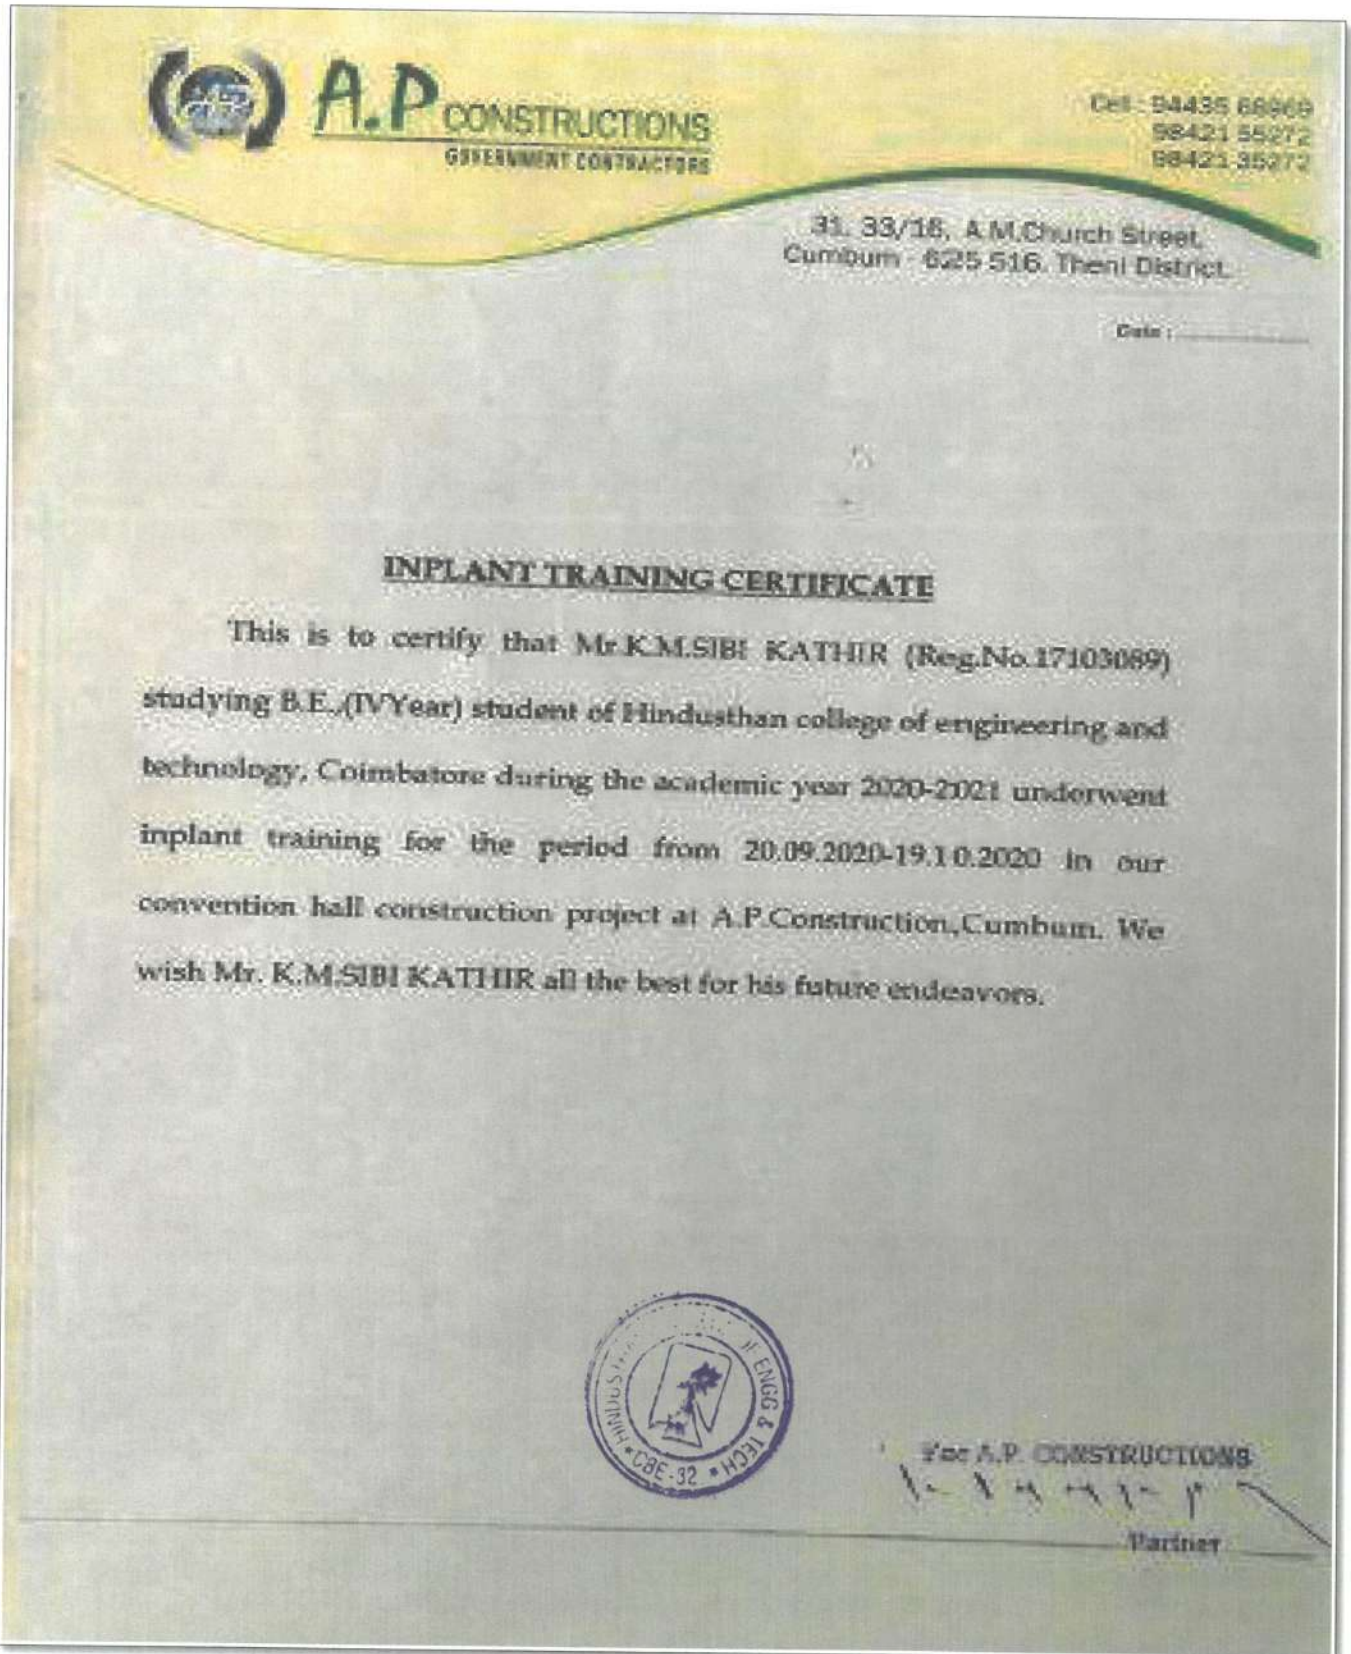 A.P CONSTRUCTIONS
GOVERNMENT CONTRACTORS
Cell : 94435 68969
98421 55272
98421 35272
31, 33/16, A.M.Church Street,
Cumbum - 625 516. Theni District.
Date :
INPLANT TRAINING CERTIFICATE
This is to certify that Mr.K.M.SIBI KATHIR (Reg.No.17103089)
studying B.E.,(IVYear) student of Hindusthan college of engineering and
technology, Coimbatore during the academic year 2020-2021 underwent
inplant training for the period from 20.09.2020-19.10.2020 in our
convention hall construction project at A.P.Construction,,Cumbum. We
wish Mr. K.M.SIBI KATHIR all the best for his future endeavors.
ENGG & TECH
CBE-32
For A.P. CONSTRUCTIONS
Partner